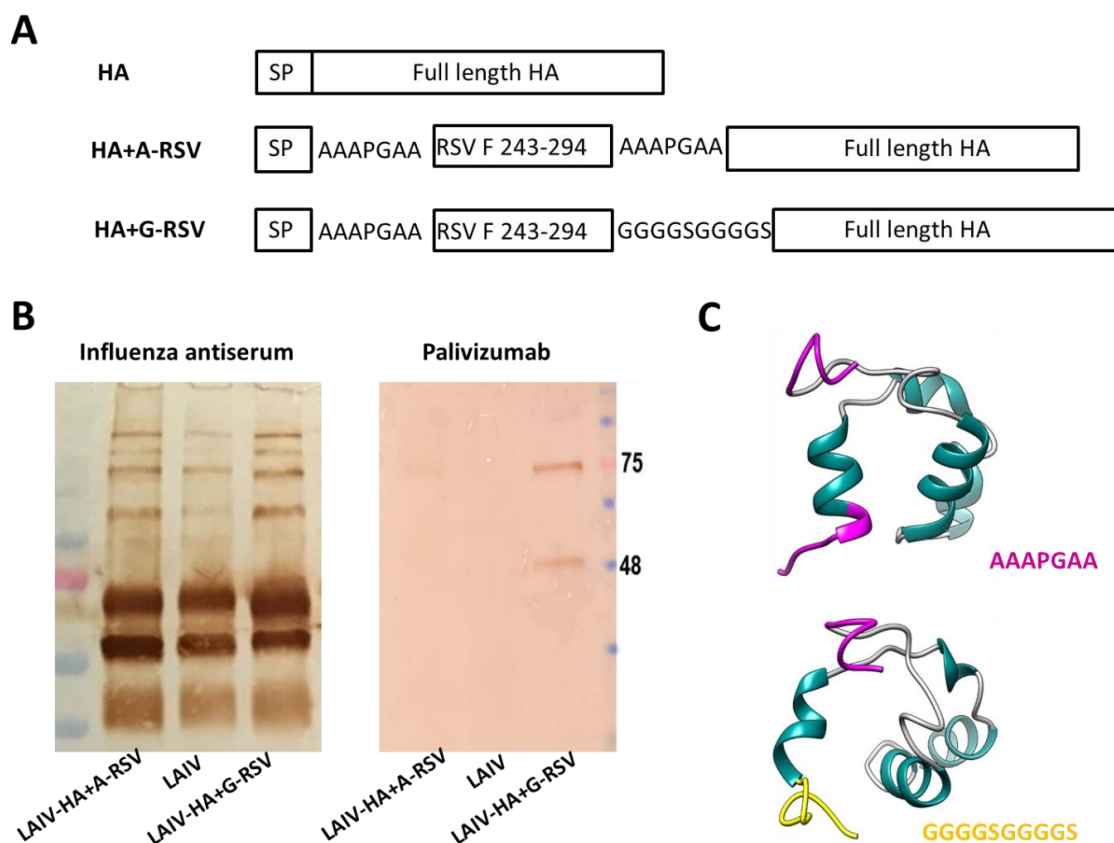 A
HA SP Full length HA
HA+A-RSV SP AAAPGAA RSV F 243-294 AAAPGAA Full length HA
HA+G-RSV SP AAAPGAA RSV F 243-294 GGGGSGGGGS Full length HA
B
Influenza antiserum
Palivizumab
75
48
LAIV-HA+A-RSV
LAIV
LAIV-HA+G-RSV
LAIV-HA+A-RSV
LAIV
LAIV-HA+G-RSV
C
AAAPGAA
GGGGSGGGGS